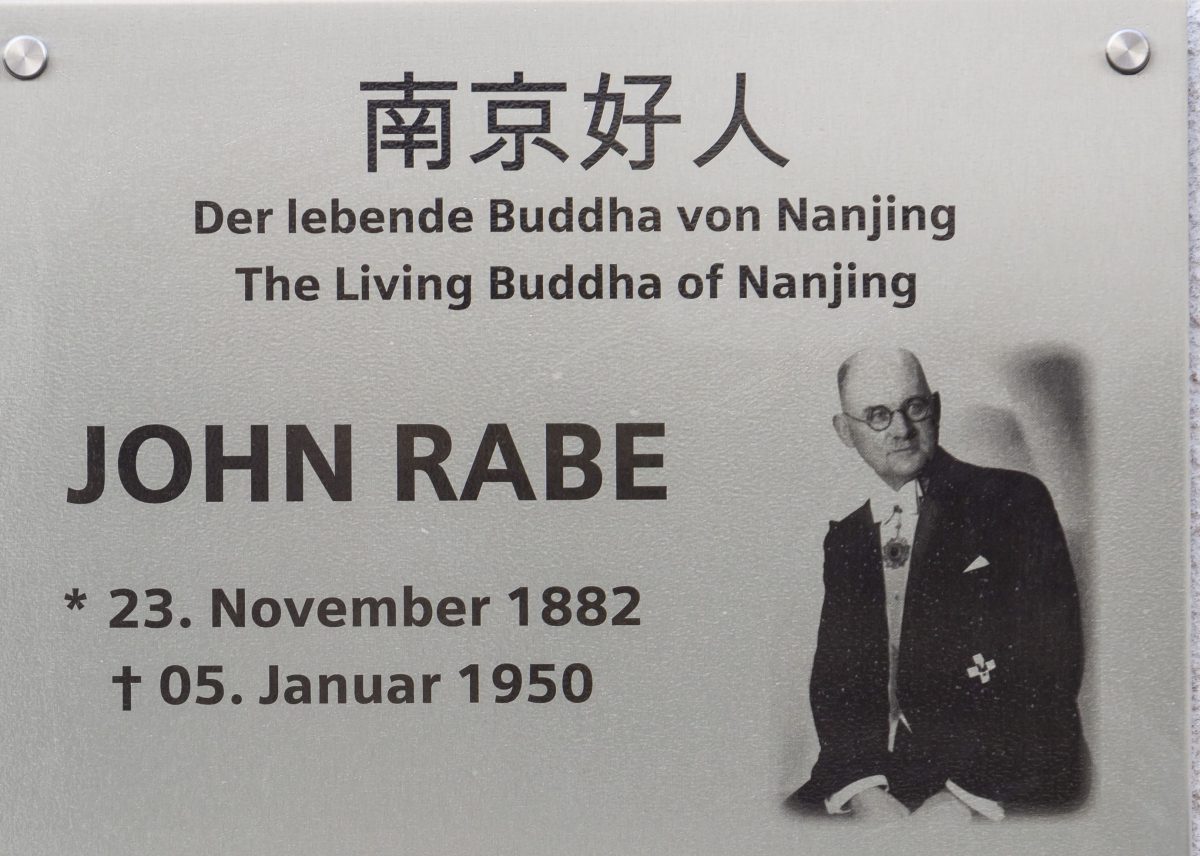 南京好人
Der lebende Buddha von Nanjing
The Living Buddha of Nanjing
JOHN RABE
* 23. November 1882
† 05. Januar 1950